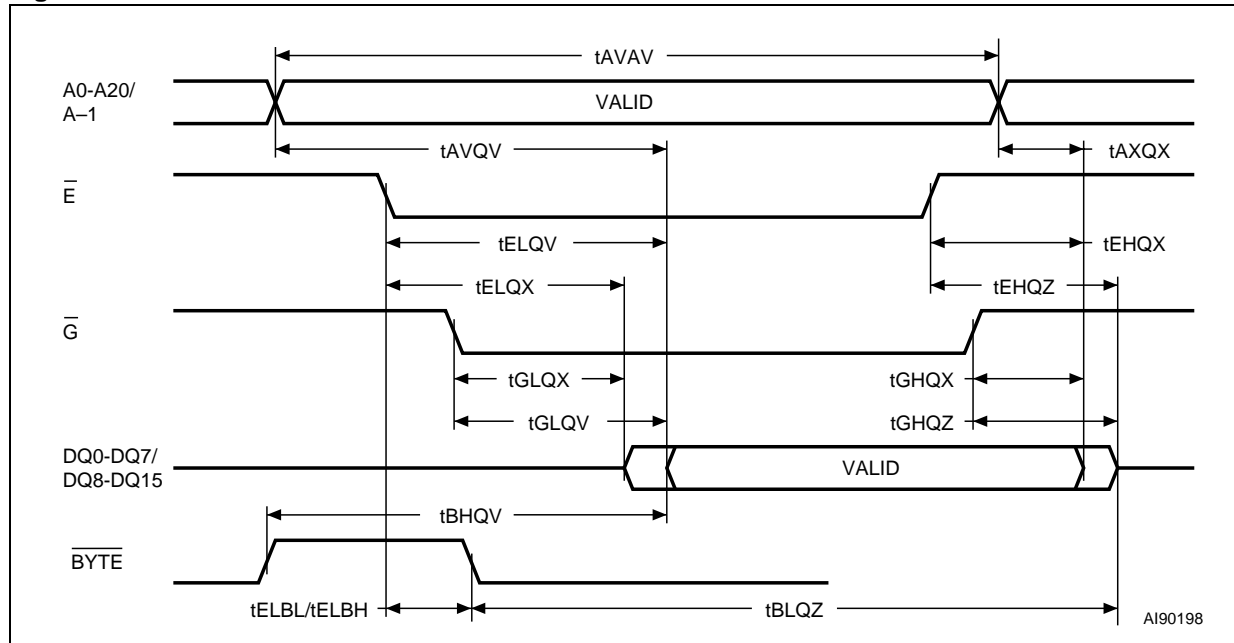 tAVAV
A0-A20/
A–1
VALID
tAVQV
tAXQX
E
tELQV
tEHQX
tELQX
tEHQZ
G
tGLQX
tGHQX
tGLQV
tGHQZ
DQ0-DQ7/
DQ8-DQ15
VALID
tBHQV
BYTE
tELBL/tELBH
tBLQZ
AI90198